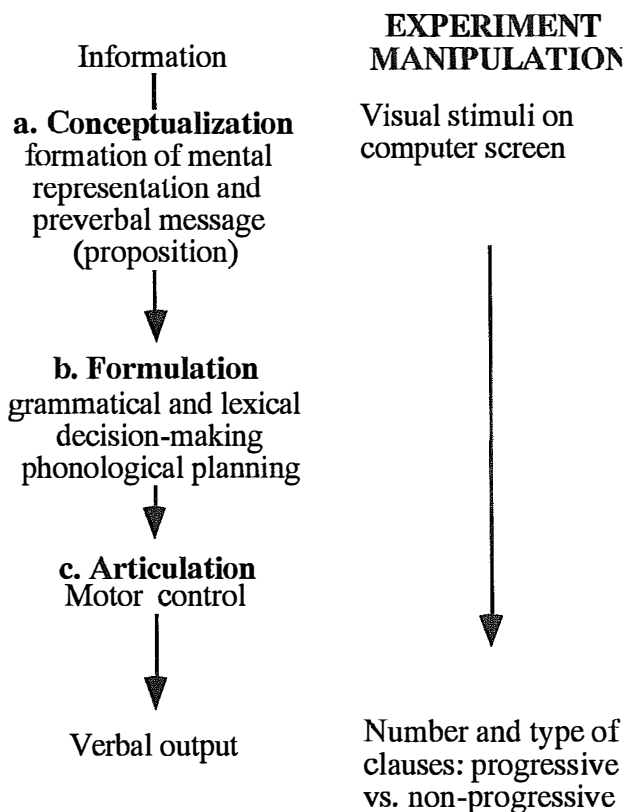 Information
a. Conceptualization
formation of mental
representation and
preverbal message
(proposition)
b. Formulation
grammatical and lexical
decision-making
phonological planning
c. Articulation
Motor control
Verbal output
EXPERIMENT
MANIPULATION
Visual stimuli on
computer screen
Number and type of
clauses: progressive
vs. non-progressive